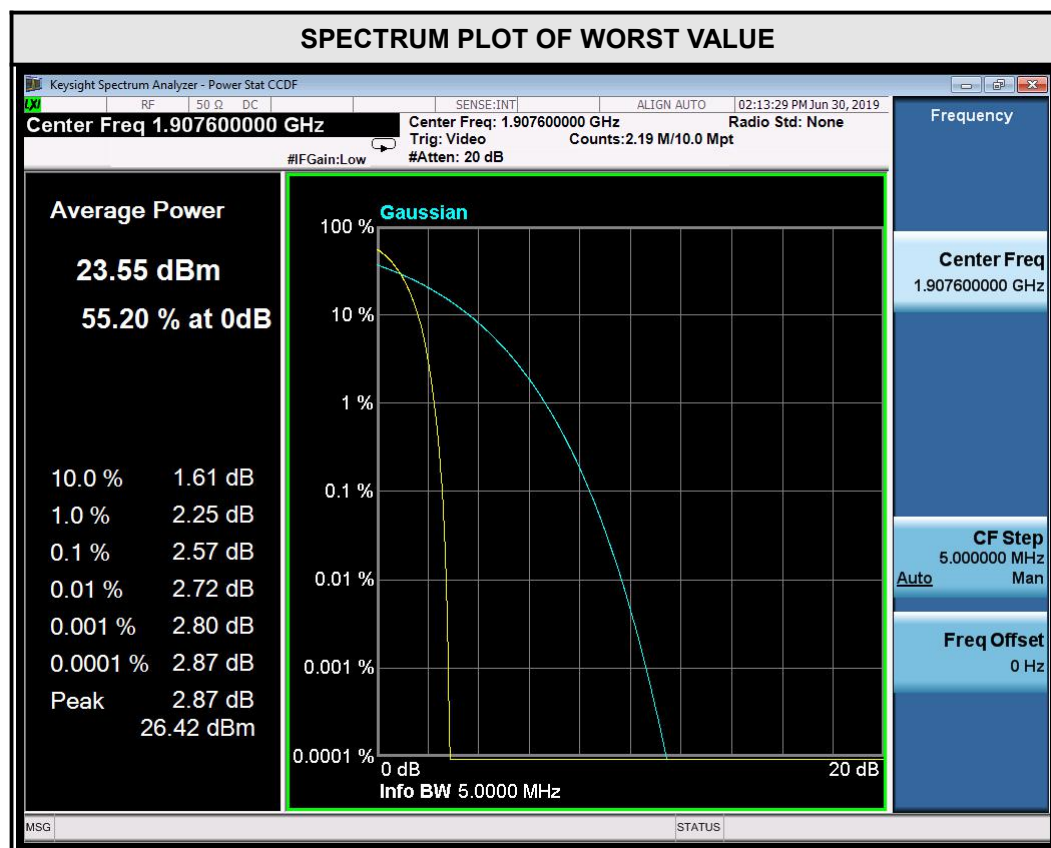 SPECTRUM PLOT OF WORST VALUE
Keysight Spectrum Analyzer - Power Stat CCDF
LXI RF 50 Ω DC SENSE:INT ALIGN AUTO 02:13:29 PM Jun 30, 2019
Center Freq 1.907600000 GHz
Center Freq: 1.907600000 GHz Radio Std: None
Trig: Video Counts:2.19 M/10.0 Mpt
#IFGain:Low #Atten: 20 dB
Average Power
23.55 dBm
55.20 % at 0dB
10.0 % 1.61 dB
1.0 % 2.25 dB
0.1 % 2.57 dB
0.01 % 2.72 dB
0.001 % 2.80 dB
0.0001 % 2.87 dB
Peak 2.87 dB
26.42 dBm
Gaussian
100 %
10 %
1 %
0.1 %
0.01 %
0.001 %
0.0001 %
0 dB 20 dB
Info BW 5.0000 MHz
Frequency
Center Freq
1.907600000 GHz
CF Step
5.000000 MHz
Auto Man
Freq Offset
0 Hz
MSG STATUS